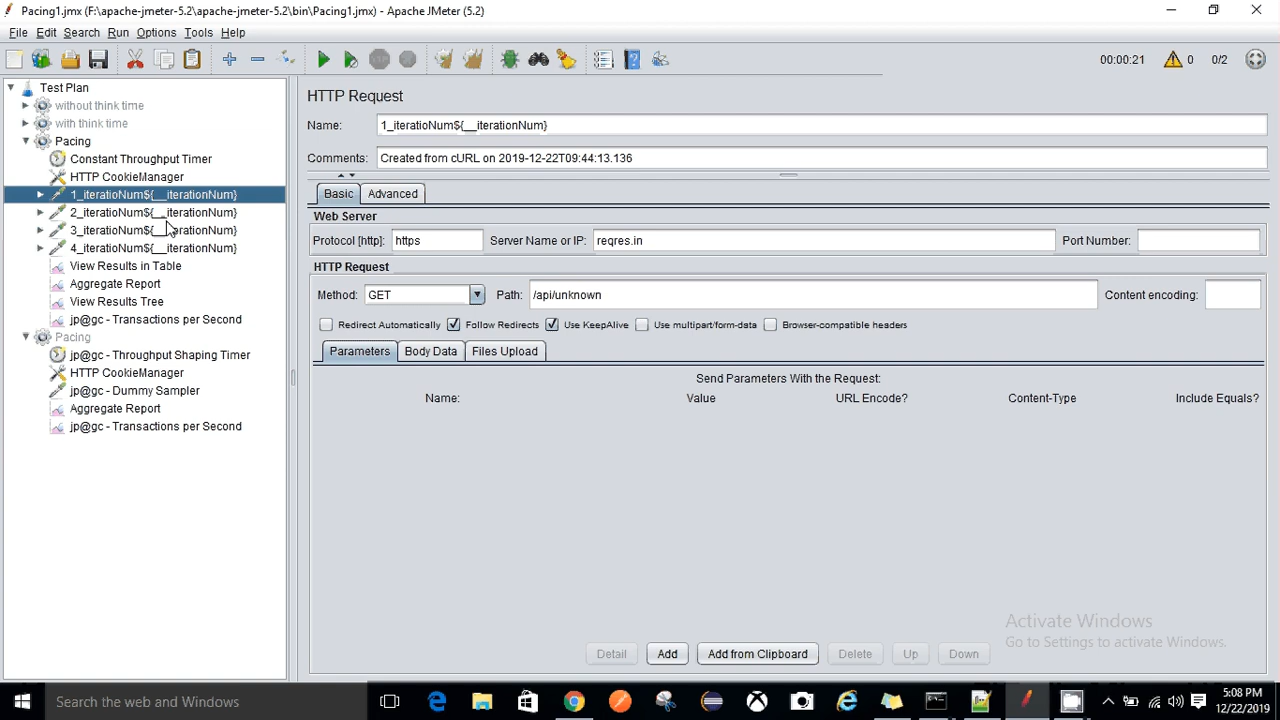 Pacing1.jmx (F:\apache-jmeter-5.2\apache-jmeter-5.2\bin\Pacing1.jmx) - Apache JMeter (5.2)
File Edit Search Run Options Tools Help
00:00:21 0 0/2
Test Plan
without think time
with think time
Pacing
Constant Throughput Timer
HTTP CookieManager
1_iteratioNum${__iterationNum}
2_iteratioNum${__iterationNum}
3_iteratioNum${__iterationNum}
4_iteratioNum${__iterationNum}
View Results in Table
Aggregate Report
View Results Tree
jp@gc - Transactions per Second
Pacing
jp@gc - Throughput Shaping Timer
HTTP CookieManager
jp@gc - Dummy Sampler
Aggregate Report
jp@gc - Transactions per Second
HTTP Request
Name: 1_iteratioNum${__iterationNum}
Comments: Created from cURL on 2019-12-22T09:44:13.136
Basic Advanced
Web Server
Protocol [http]: https Server Name or IP: reqres.in Port Number:
HTTP Request
Method: GET Path: /api/unknown Content encoding:
Redirect Automatically Follow Redirects Use KeepAlive Use multipart/form-data Browser-compatible headers
Parameters Body Data Files Upload
Send Parameters With the Request:
Name: Value URL Encode? Content-Type Include Equals?
Detail Add Add from Clipboard Delete Up Down
Activate Windows
Go to Settings to activate Windows.
Search the web and Windows
5:08 PM
12/22/2019